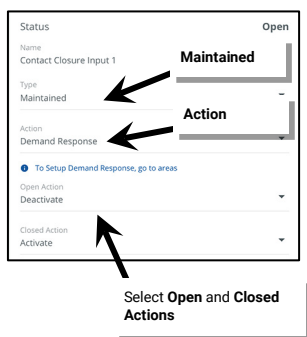 Status Open
Name
Contact Closure Input 1
Maintained
Type
Maintained
Action
Action
Demand Response
To Setup Demand Response, go to areas
Open Action
Deactivate
Closed Action
Activate
Select Open and Closed
Actions